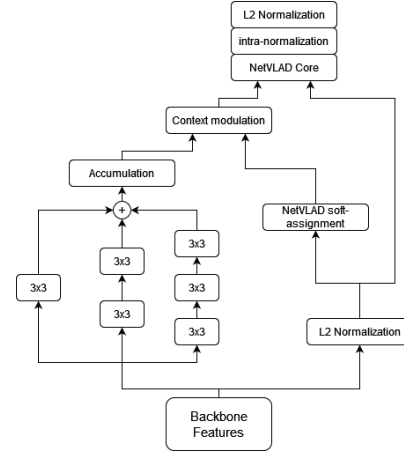 L2 Normalization
intra-normalization
NetVLAD Core
Context modulation
Accumulation
+
NetVLAD soft-
assignment
3x3
3x3
3x3
3x3
3x3
3x3
L2 Normalization
Backbone
Features